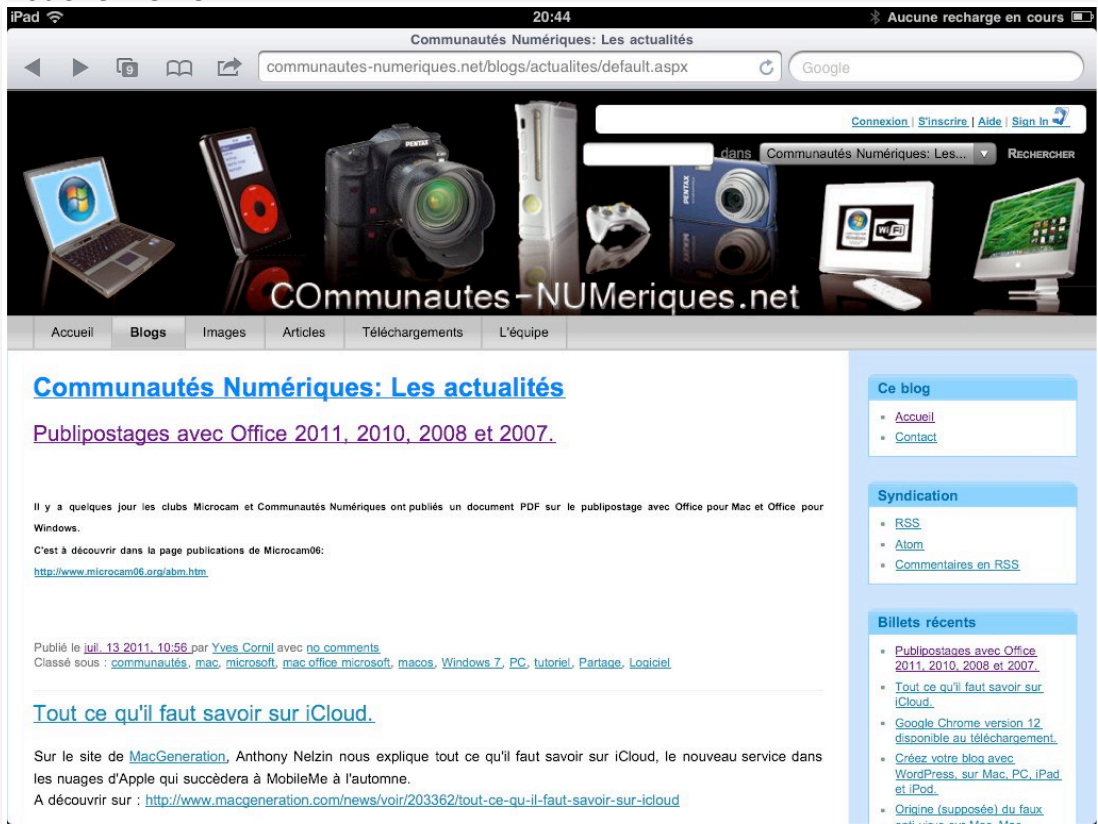 iPad 20:44 Aucune recharge en cours
Communautés Numériques: Les actualités
9 communautes-numeriques.net/blogs/actualites/default.aspx Google
Connexion | S'inscrire | Aide | Sign In
dans Communautés Numériques: Les... RECHERCHER
PENTAX
PENTAX
Wi Fi
COmmunautes-NUMeriques.net
Accueil Blogs Images Articles Téléchargements L'équipe
Communautés Numériques: Les actualités
Publipostages avec Office 2011, 2010, 2008 et 2007.
Il y a quelques jour les clubs Microcam et Communautés Numériques ont publiés un document PDF sur le publipostage avec Office pour Mac et Office pour
Windows.
C'est à découvrir dans la page publications de Microcam06:
http://www.microcam06.org/abm.htm
Publié le juil. 13 2011, 10:56 par Yves Cornil avec no comments
Classé sous : communautés, mac, microsoft, mac office microsoft, macos, Windows 7, PC, tutoriel, Partage, Logiciel
Tout ce qu'il faut savoir sur iCloud.
Sur le site de MacGeneration, Anthony Nelzin nous explique tout ce qu'il faut savoir sur iCloud, le nouveau service dans
les nuages d'Apple qui succèdera à MobileMe à l'automne.
A découvrir sur : http://www.macgeneration.com/news/voir/203362/tout-ce-qu-il-faut-savoir-sur-icloud
Ce blog
Accueil
Contact
Syndication
RSS
Atom
Commentaires en RSS
Billets récents
Publipostages avec Office
2011, 2010, 2008 et 2007.
Tout ce qu'il faut savoir sur
iCloud.
Google Chrome version 12
disponible au téléchargement.
Créez votre blog avec
WordPress, sur Mac, PC, iPad
et iPod.
Origine (supposée) du faux